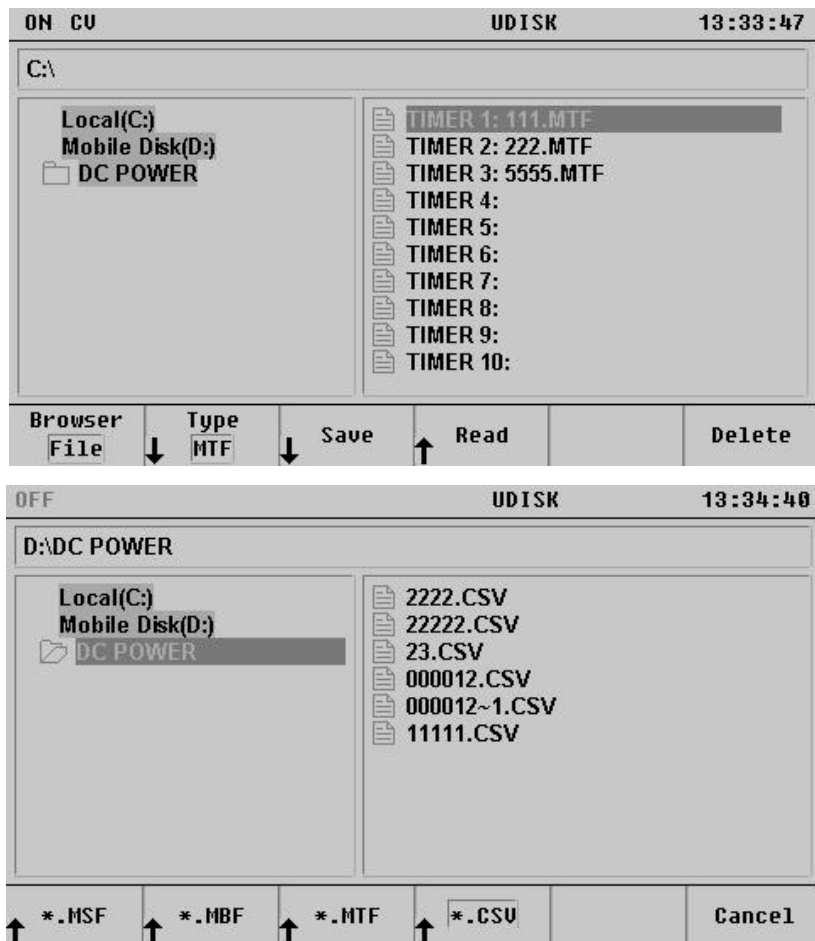 ON CV UDISK 13:33:47
C:\
Local(C:)
Mobile Disk(D:)
DC POWER
TIMER 1: 111.MTF
TIMER 2: 222.MTF
TIMER 3: 5555.MTF
TIMER 4:
TIMER 5:
TIMER 6:
TIMER 7:
TIMER 8:
TIMER 9:
TIMER 10:
Browser Type Save Read Delete
File MTF
OFF UDISK 13:34:40
D:\DC POWER
Local(C:)
Mobile Disk(D:)
DC POWER
2222.CSV
22222.CSV
23.CSV
000012.CSV
000012~1.CSV
11111.CSV
*.MSF *.MBF *.MTF *.CSV Cancel